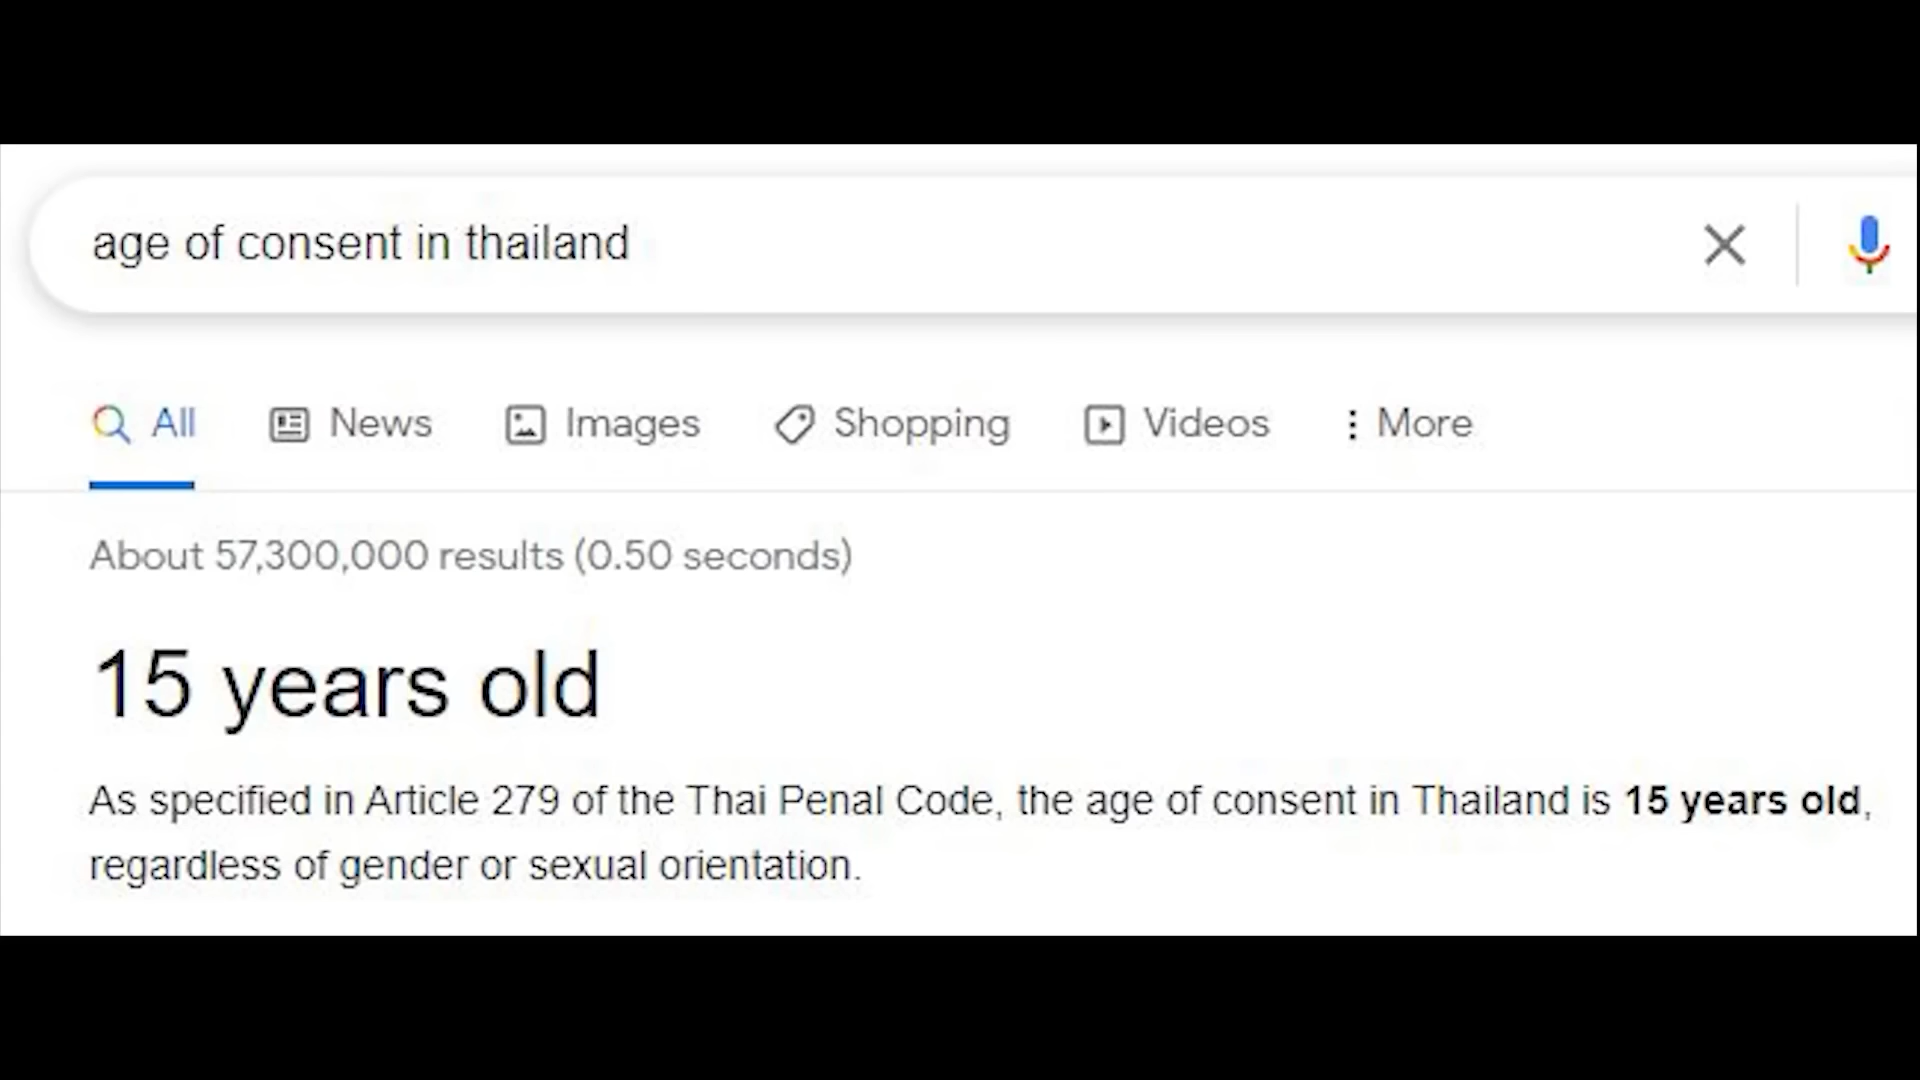 age of consent in thailand
All News Images Shopping Videos More
About 57,300,000 results (0.50 seconds)
15 years old
As specified in Article 279 of the Thai Penal Code, the age of consent in Thailand is 15 years old,
regardless of gender or sexual orientation.